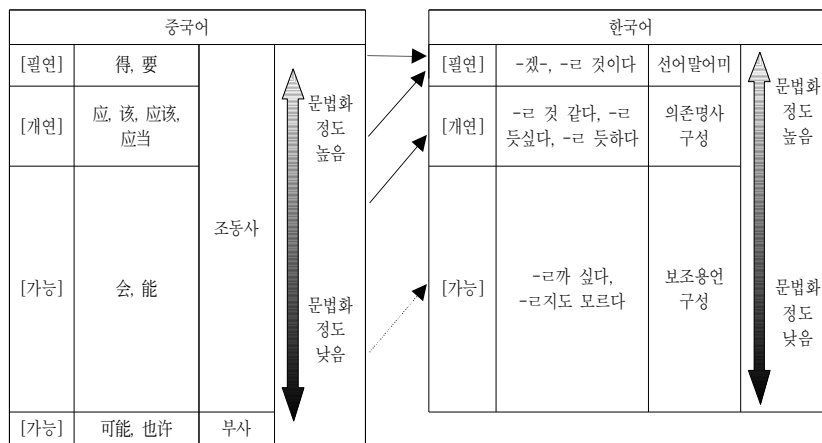 중국어
[필연]
得, 要
[개연]
应, 该, 应该,
应当
[가능]
会, 能
조동사
[가능]
可能, 也许
부사
문법화
정도
높음
문법화
정도
낮음
한국어
[필연]
-겠-, -ㄹ 것이다
선어말어미
[개연]
-ㄹ 것 같다, -ㄹ
듯싶다, -ㄹ 듯하다
의존명사
구성
[가능]
-ㄹ까 싶다,
-ㄹ지도 모르다
보조용언
구성
문법화
정도
높음
문법화
정도
낮음